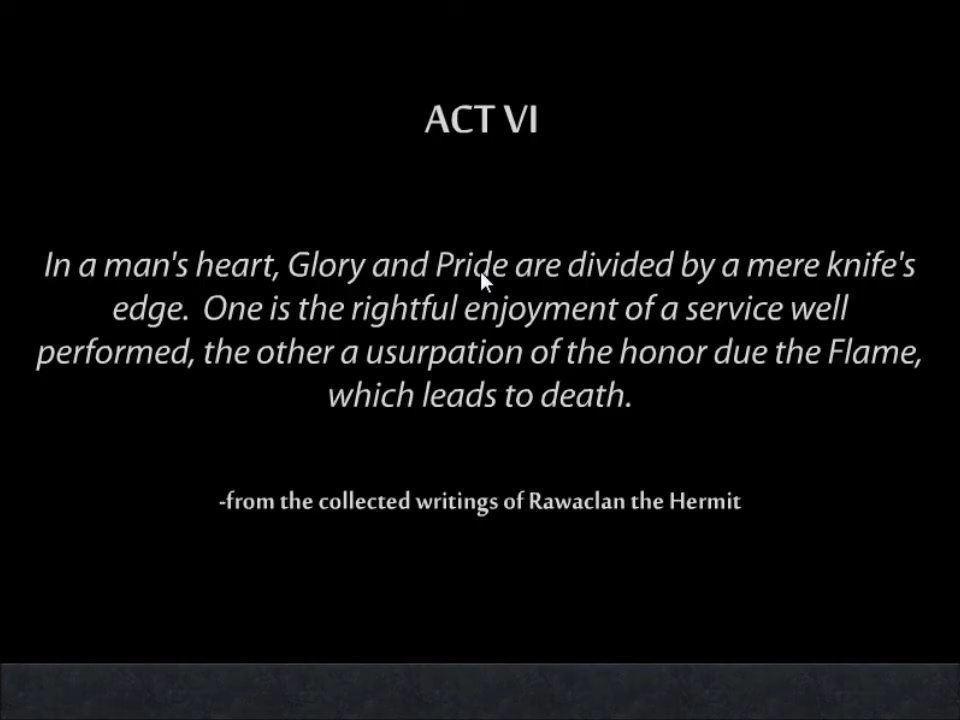 ACT VI
In a man's heart, Glory and Pride are divided by a mere knife's
edge.  One is the rightful enjoyment of a service well
performed, the other a usurpation of the honor due the Flame,
which leads to death.
-from the collected writings of Rawaclan the Hermit